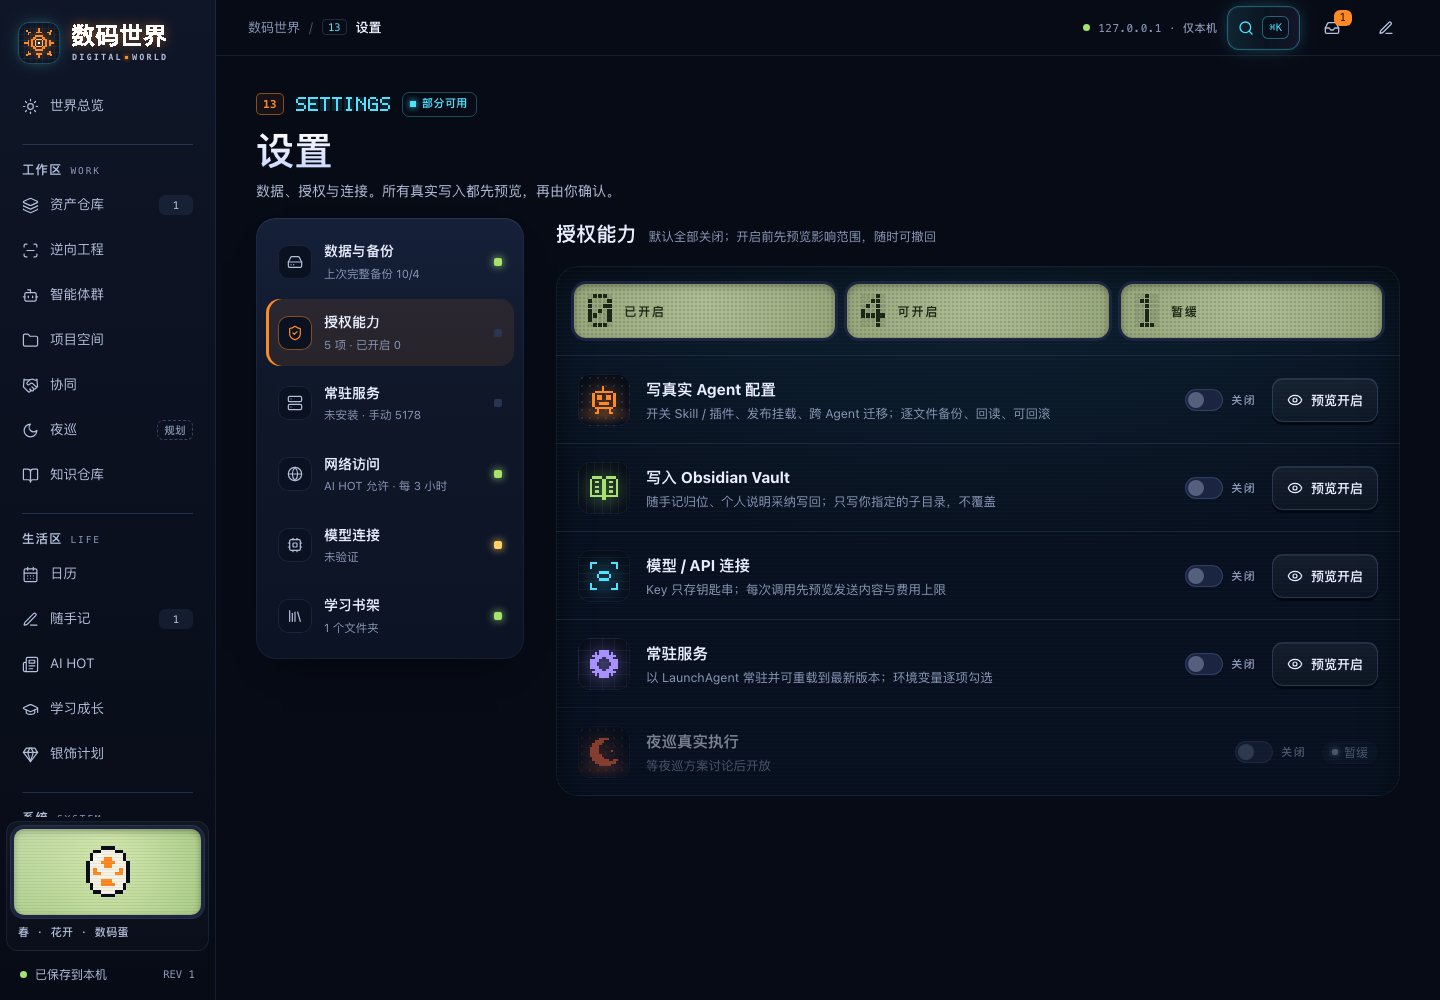 数码世界
DIGITAL WORLD
世界总览
工作区 WORK
资产仓库 1
逆向工程
智能体群
项目空间
协同
夜巡 规划
知识仓库
生活区 LIFE
日历
随手记 1
AI HOT
学习成长
银饰计划
系统 SYSTEM
春 · 花开 · 数码蛋
已保存到本机 REV 1
数码世界 / 13 设置
127.0.0.1 · 仅本机
⌘K
1
13 SETTINGS 部分可用
设置
数据、授权与连接。所有真实写入都先预览，再由你确认。
数据与备份
上次完整备份 10/4
授权能力
5 项 · 已开启 0
常驻服务
未安装 · 手动 5178
网络访问
AI HOT 允许 · 每 3 小时
模型连接
未验证
学习书架
1 个文件夹
授权能力 默认全部关闭；开启前先预览影响范围，随时可撤回
0 已开启
4 可开启
1 暂缓
写真实 Agent 配置
开关 Skill / 插件、发布挂载、跨 Agent 迁移；逐文件备份、回读、可回滚
关闭 预览开启
写入 Obsidian Vault
随手记归位、个人说明采纳写回；只写你指定的子目录，不覆盖
关闭 预览开启
模型 / API 连接
Key 只存钥匙串；每次调用先预览发送内容与费用上限
关闭 预览开启
常驻服务
以 LaunchAgent 常驻并可重载到最新版本；环境变量逐项勾选
关闭 预览开启
夜巡真实执行
等夜巡方案讨论后开放
关闭 暂缓